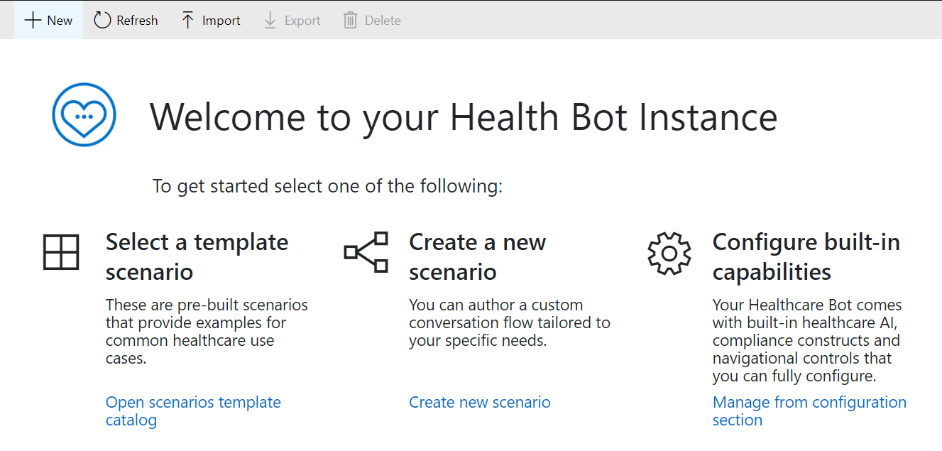 New Refresh Import Export Delete
Welcome to your Health Bot Instance
To get started select one of the following:
Select a template
scenario
These are pre-built scenarios
that provide examples for
common healthcare use
cases.
Open scenarios template
catalog
Create a new
scenario
You can author a custom
conversation flow tailored to
your specific needs.
Create new scenario
Configure built-in
capabilities
Your Healthcare Bot comes
with built-in healthcare AI,
compliance constructs and
navigational controls that
you can fully configure.
Manage from configuration
section